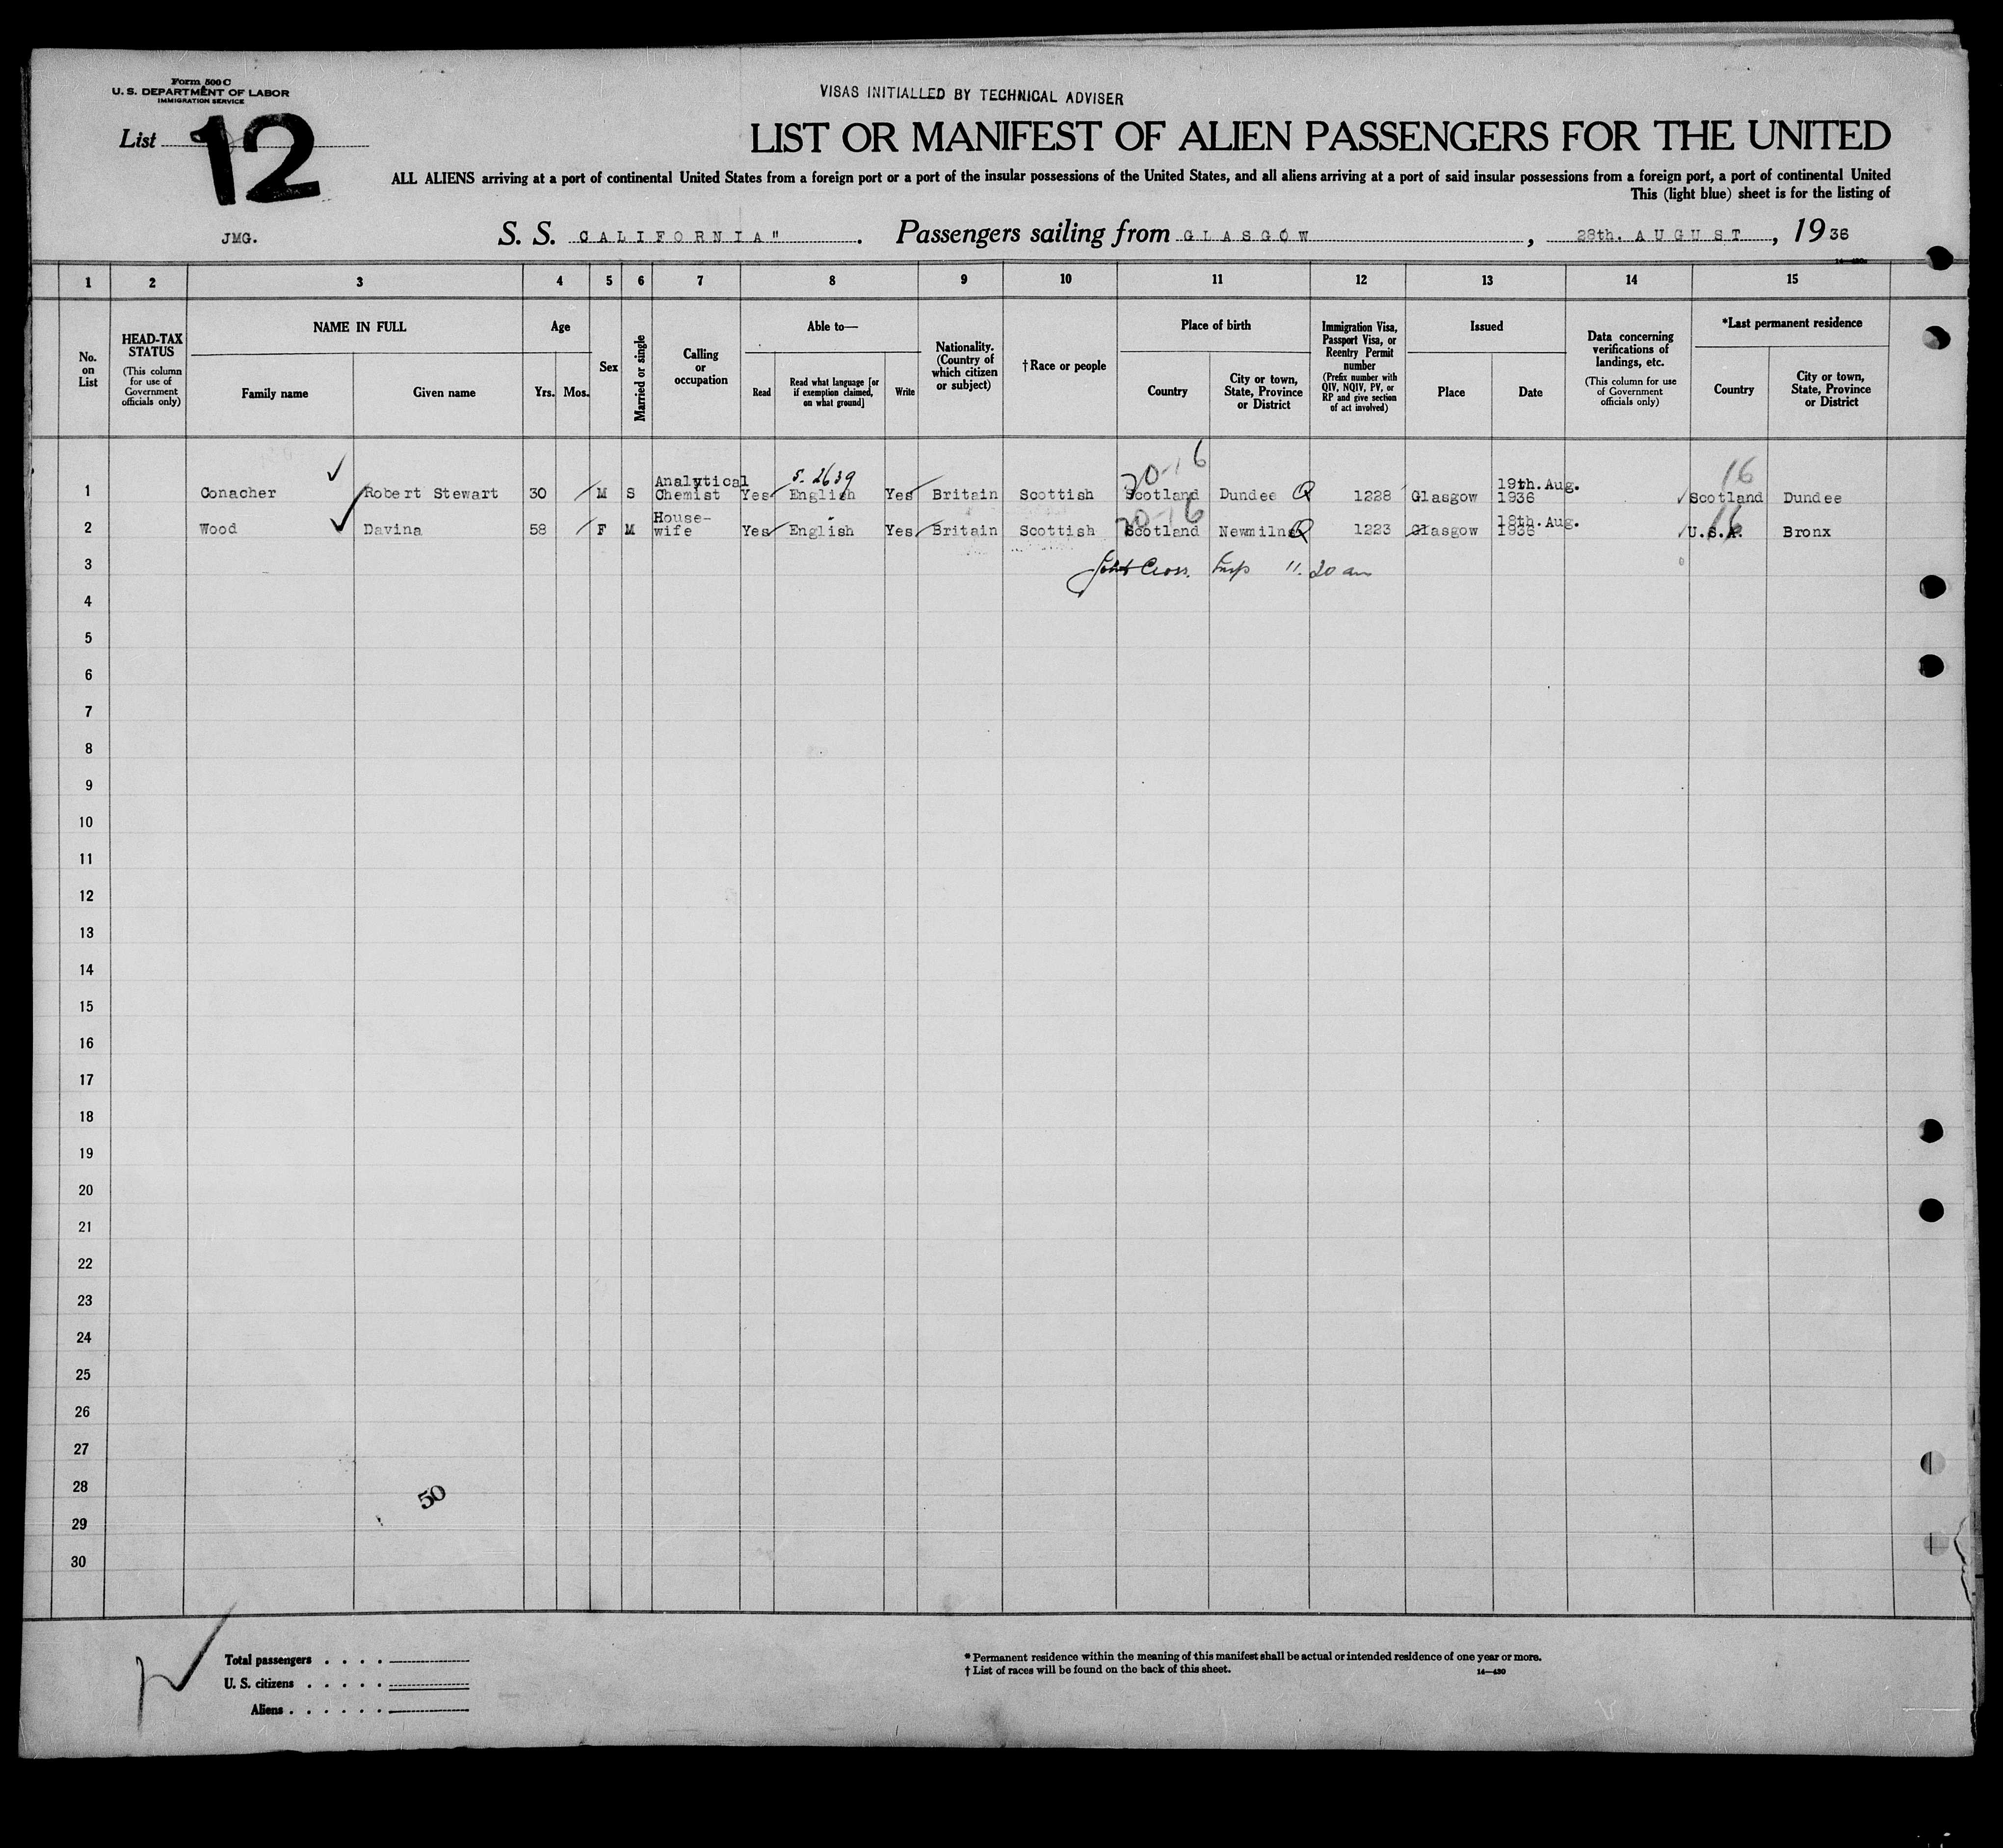 Form 500 C
U. S. DEPARTMENT OF LABOR
IMMIGRATION SERVICE
List 12
VISAS INITIALLED BY TECHNICAL ADVISER
LIST OR MANIFEST OF ALIEN PASSENGERS FOR THE UNITED
ALL ALIENS arriving at a port of continental United States from a foreign port or a port of the insular possessions of the United States, and all aliens arriving at a port of said insular possessions from a foreign port, a port of continental United
This (light blue) sheet is for the listing of
JMG. S. S. CALIFORNIA" . Passengers sailing from GLASGOW , 28th. AUGUST , 1936
1 2 3 4 5 6 7 8 9 10 11 12 13 14 15
No. on List
HEAD-TAX STATUS (This column for use of Government officials only)
NAME IN FULL
Family name Given name
Age
Yrs. Mos.
Sex
Married or single
Calling or occupation
Able to—
Read
Read what language [or if exemption claimed, on what ground]
Write
Nationality. (Country of which citizen or subject)
†Race or people
Place of birth
Country
City or town, State, Province or District
Immigration Visa, Passport Visa, or Reentry Permit number (Prefix number with QIV, NQIV, PV, or RP and give section of act involved)
Issued
Place Date
Data concerning verifications of landings, etc. (This column for use of Government officials only)
*Last permanent residence
Country
City or town, State, Province or District
1 Conacher Robert Stewart 30 M S Analytical Chemist Yes English Yes Britain Scottish Scotland Dundee Q 1228 Glasgow 19th. Aug. 1936 Scotland Dundee
2 Wood Davina 58 F M House-wife Yes English Yes Britain Scottish Scotland Newmilns Q 1223 Glasgow 18th. Aug. 1936 U.S.A. Bronx
3 Cross. Insp 11.20 am
4
5
6
7
8
9
10
11
12
13
14
15
16
17
18
19
20
21
22
23
24
25
26
27
28 50
29
30
Total passengers . . . .
U. S. citizens . . . . .
Aliens . . . . . .
* Permanent residence within the meaning of this manifest shall be actual or intended residence of one year or more.
† List of races will be found on the back of this sheet. 14—430